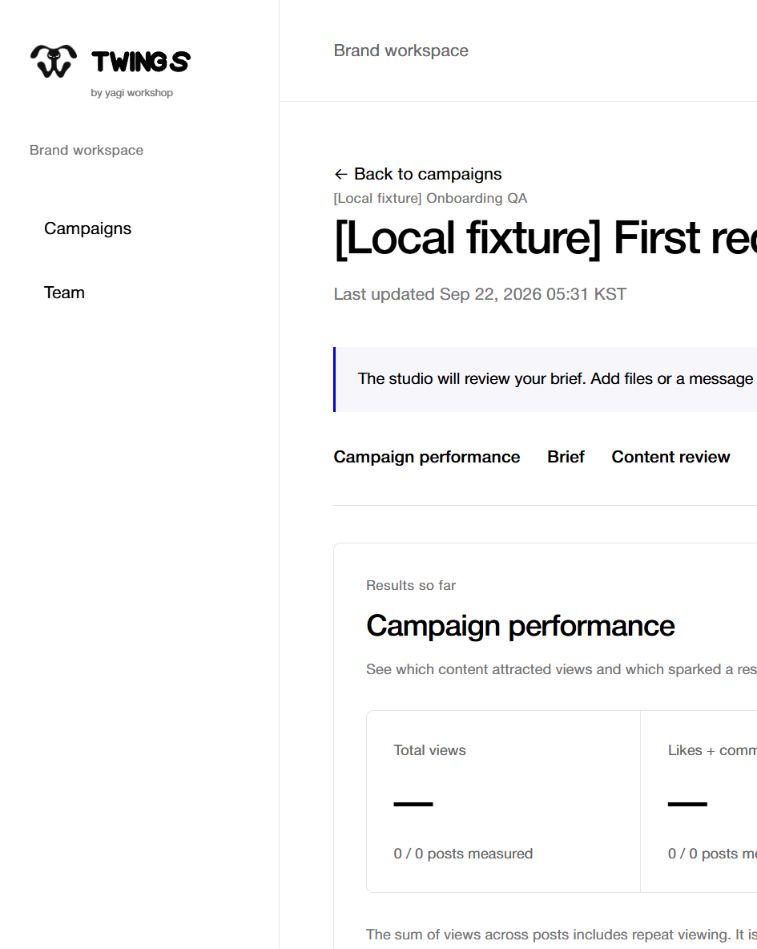 TWINGS
by yagi workshop
Brand workspace
Campaigns
Team
Brand workspace
← Back to campaigns
[Local fixture] Onboarding QA
[Local fixture] First
Last updated Sep 22, 2026 05:31 KST
The studio will review your brief. Add files or a message
Campaign performance Brief Content review
Results so far
Campaign performance
See which content attracted views and which sparked a
Total views
—
0 / 0 posts measured
Likes +
—
0 / 0 posts
The sum of views across posts includes repeat viewing. It is